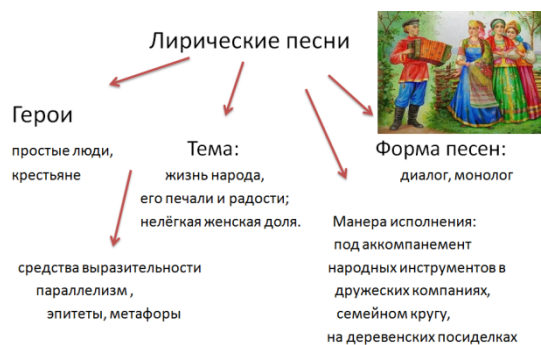 Лирические песни
Герои
простые люди,
крестьяне
Тема:
жизнь народа,
его печали и радости;
нелёгкая женская доля.
Форма песен:
диалог, монолог
средства выразительности
параллелизм ,
эпитеты, метафоры
Манера исполнения:
под аккомпанемент
народных инструментов в
дружеских компаниях,
семейном кругу,
на деревенских посиделках